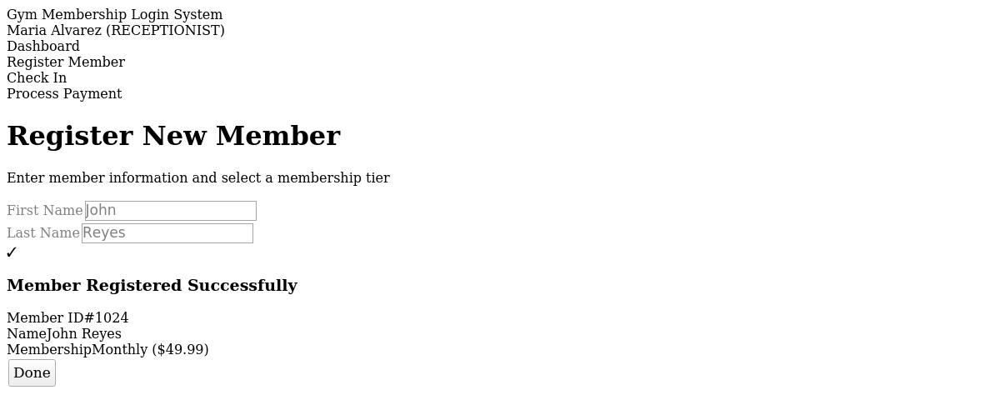 Gym Membership Login System
Maria Alvarez (RECEPTIONIST)
Dashboard
Register Member
Check In
Process Payment
Register New Member
Enter member information and select a membership tier
First Name John
Last Name Reyes
✓
Member Registered Successfully
Member ID#1024
NameJohn Reyes
MembershipMonthly ($49.99)
Done